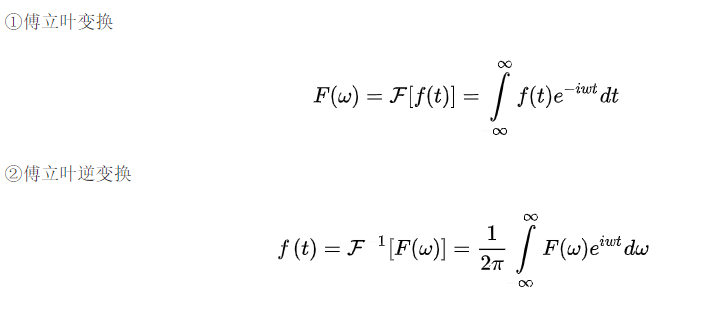 ①傅立叶变换
F(ω) = ℱ[f(t)] = ∫_{∞}^{∞} f(t)e^{-iwt} dt
②傅立叶逆变换
f (t) = ℱ ^{1}[F(ω)] = \frac{1}{2π} ∫_{∞}^{∞} F(ω)e^{iwt} dω